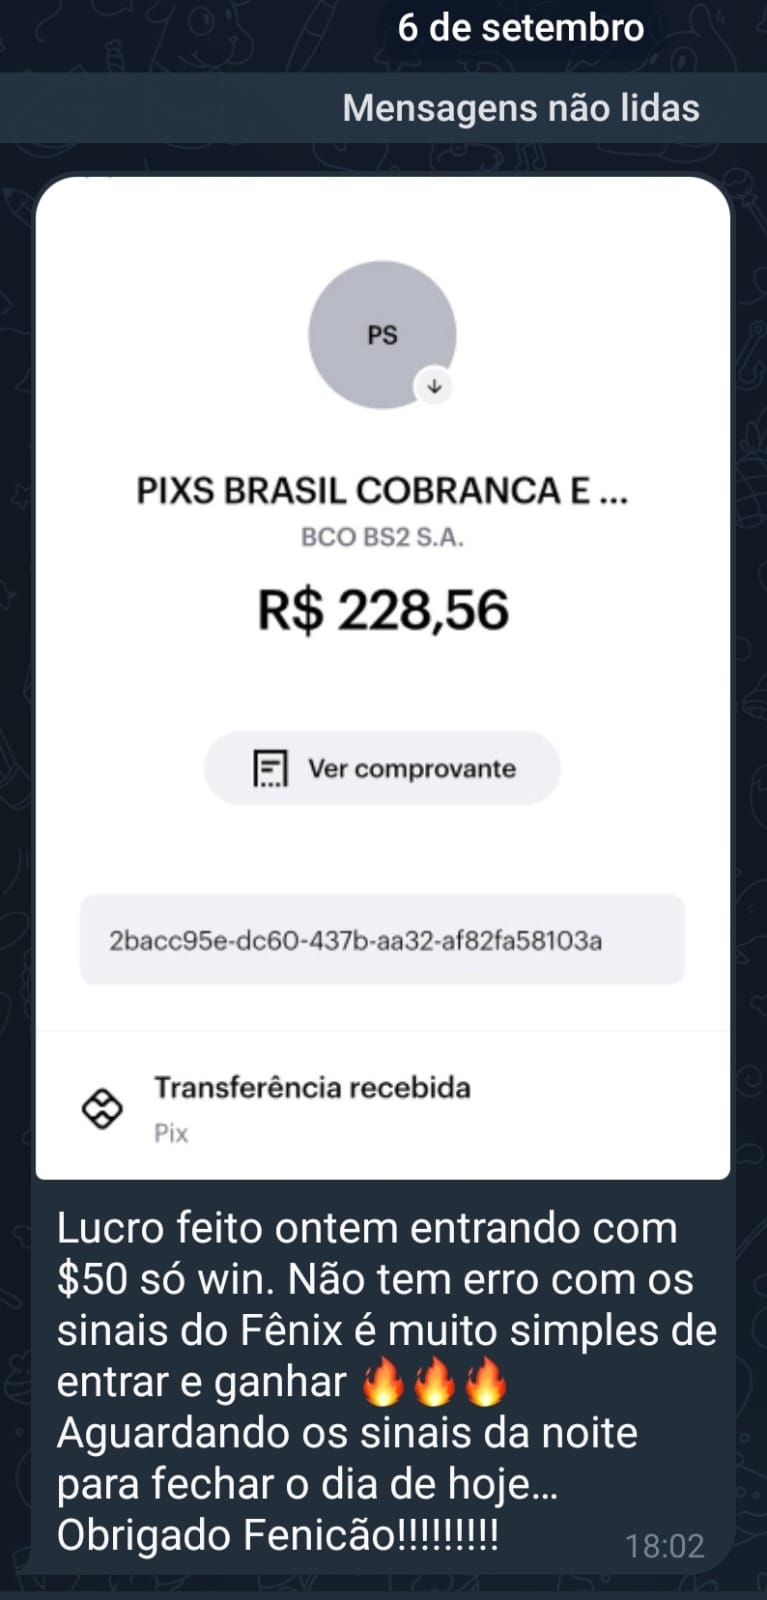 6 de setembro
Mensagens não lidas
PS
PIXS BRASIL COBRANCA E ...
BCO BS2 S.A.
R$ 228,56
Ver comprovante
2bacc95e-dc60-437b-aa32-af82fa58103a
Transferência recebida
Pix
Lucro feito ontem entrando com
$50 só win. Não tem erro com os
sinais do Fênix é muito simples de
entrar e ganhar 🔥🔥🔥
Aguardando os sinais da noite
para fechar o dia de hoje...
Obrigado Fenicão!!!!!!!!!
18:02